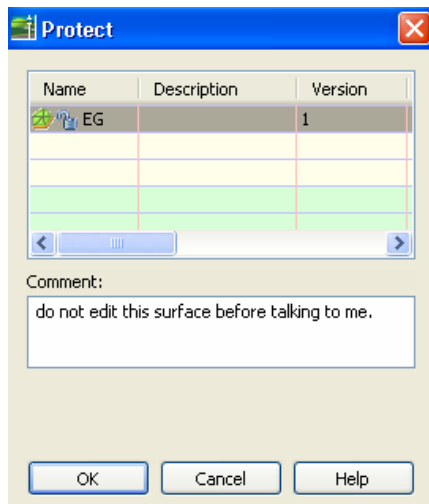 Protect
Name Description Version
EG 1
Comment:
do not edit this surface before talking to me.
OK Cancel Help